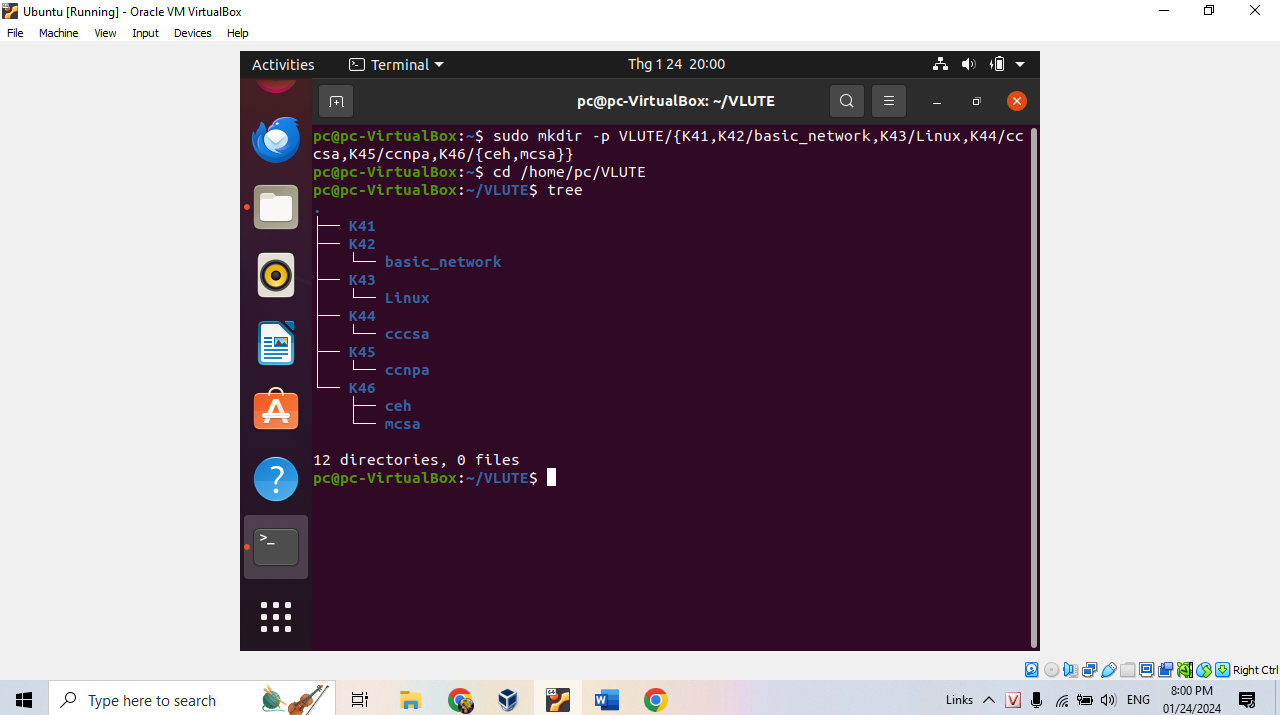 Ubuntu [Running] - Oracle VM VirtualBox
File Machine View Input Devices Help
Activities Terminal Thg 1 24 20:00
pc@pc-VirtualBox: ~/VLUTE
pc@pc-VirtualBox:~$ sudo mkdir -p VLUTE/{K41,K42/basic_network,K43/Linux,K44/cc
csa,K45/ccnpa,K46/{ceh,mcsa}}
pc@pc-VirtualBox:~$ cd /home/pc/VLUTE
pc@pc-VirtualBox:~/VLUTE$ tree
.
├── K41
├── K42
│   └── basic_network
├── K43
│   └── Linux
├── K44
│   └── cccsa
├── K45
│   └── ccnpa
└── K46
    ├── ceh
    └── mcsa
12 directories, 0 files
pc@pc-VirtualBox:~/VLUTE$
Right Ctrl
Type here to search
Links ENG 8:00 PM
01/24/2024